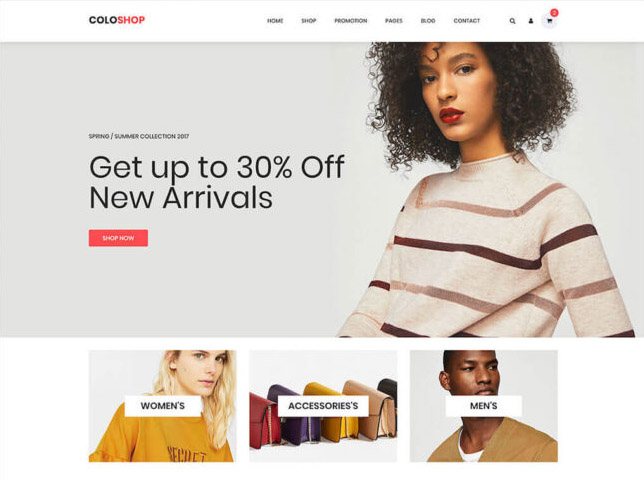 COLOSHOP
HOME SHOP PROMOTION PAGES BLOG CONTACT
2
SPRING / SUMMER COLLECTION 2017
Get up to 30% Off
New Arrivals
SHOP NOW
WOMEN'S
ACCESSORIES'S
MEN'S